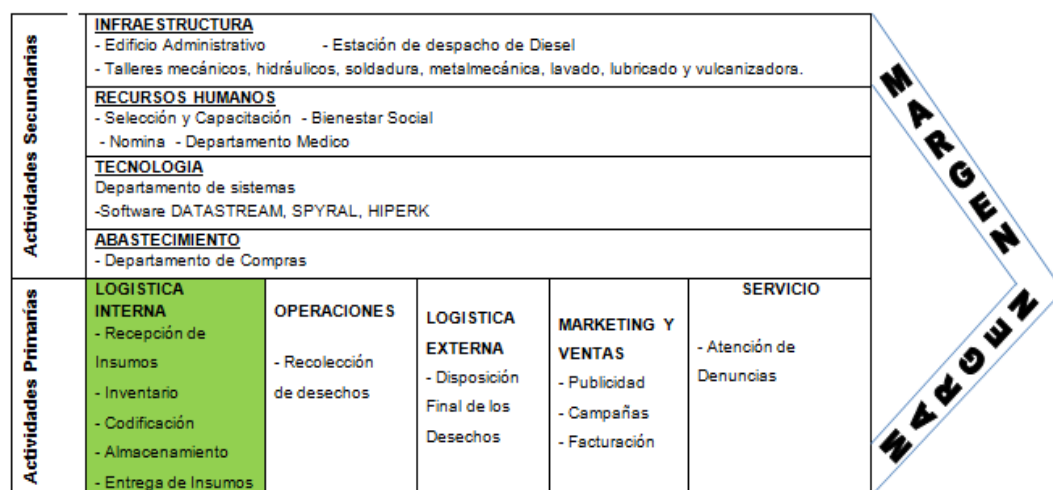 Actividades Secundarias
INFRAESTRUCTURA
- Edificio Administrativo - Estación de despacho de Diesel
- Talleres mecánicos, hidráulicos, soldadura, metalmecánica, lavado, lubricado y vulcanizadora.
RECURSOS HUMANOS
- Selección y Capacitación - Bienestar Social
- Nomina - Departamento Medico
TECNOLOGIA
Departamento de sistemas
-Software DATASTREAM, SPYRAL, HIPERK
ABASTECIMIENTO
- Departamento de Compras
Actividades Primarias
LOGISTICA
INTERNA
- Recepción de
Insumos
- Inventario
- Codificación
- Almacenamiento
- Entrega de Insumos
OPERACIONES
- Recolección
de desechos
LOGISTICA
EXTERNA
- Disposición
Final de los
Desechos
MARKETING Y
VENTAS
- Publicidad
- Campañas
- Facturación
SERVICIO
- Atención de
Denuncias
MARGEN
MARGEN